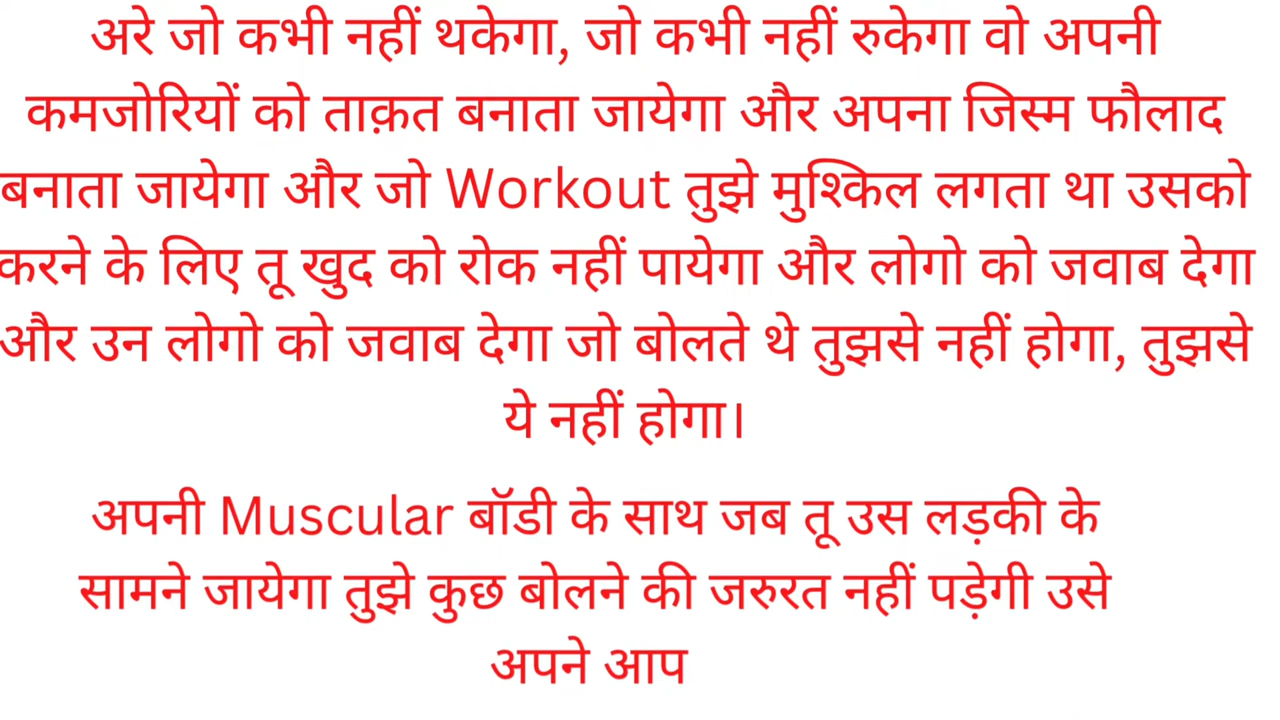 अरे जो कभी नहीं थकेगा, जो कभी नहीं रुकेगा वो अपनी
कमजोरियों को ताक़त बनाता जायेगा और अपना जिस्म फौलाद
बनाता जायेगा और जो Workout तुझे मुश्किल लगता था उसको
करने के लिए तू खुद को रोक नहीं पायेगा और लोगो को जवाब देगा
और उन लोगो को जवाब देगा जो बोलते थे तुझसे नहीं होगा, तुझसे
ये नहीं होगा।
अपनी Muscular बॉडी के साथ जब तू उस लड़की के
सामने जायेगा तुझे कुछ बोलने की जरुरत नहीं पड़ेगी उसे
अपने आप